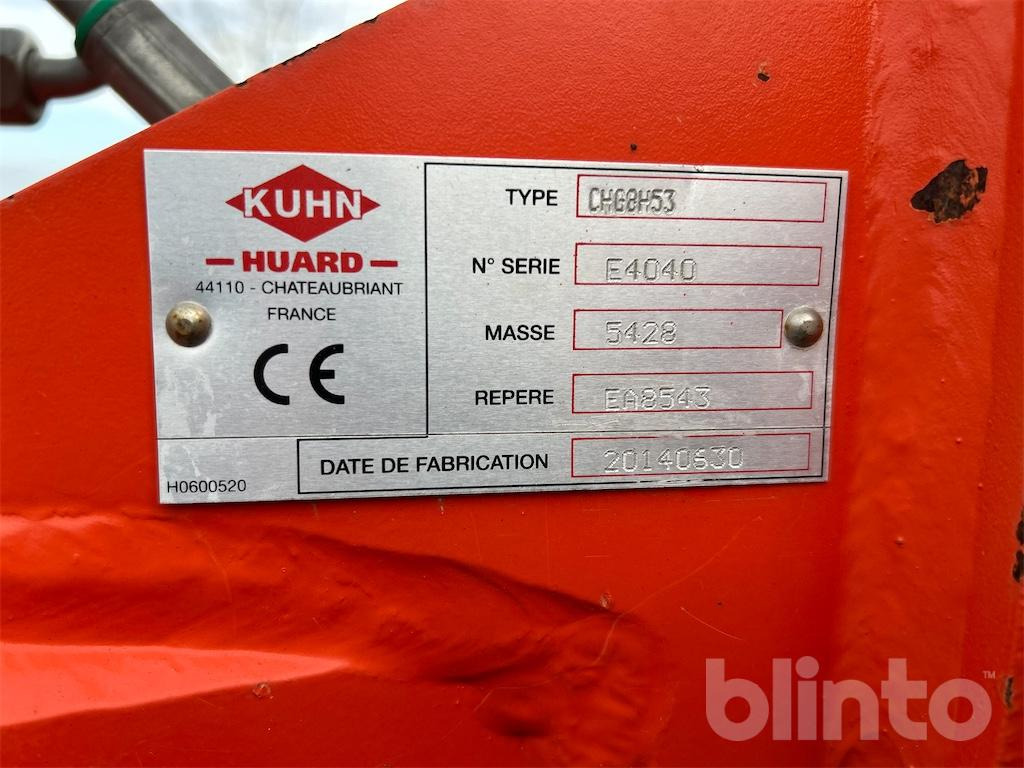 KUHN
HUARD
44110 - CHATEAUBRIANT
FRANCE
CE
TYPE CHG8H53
N° SERIE E4040
MASSE 5428
REPERE EA8543
DATE DE FABRICATION 20140630
H0600520
blinto™